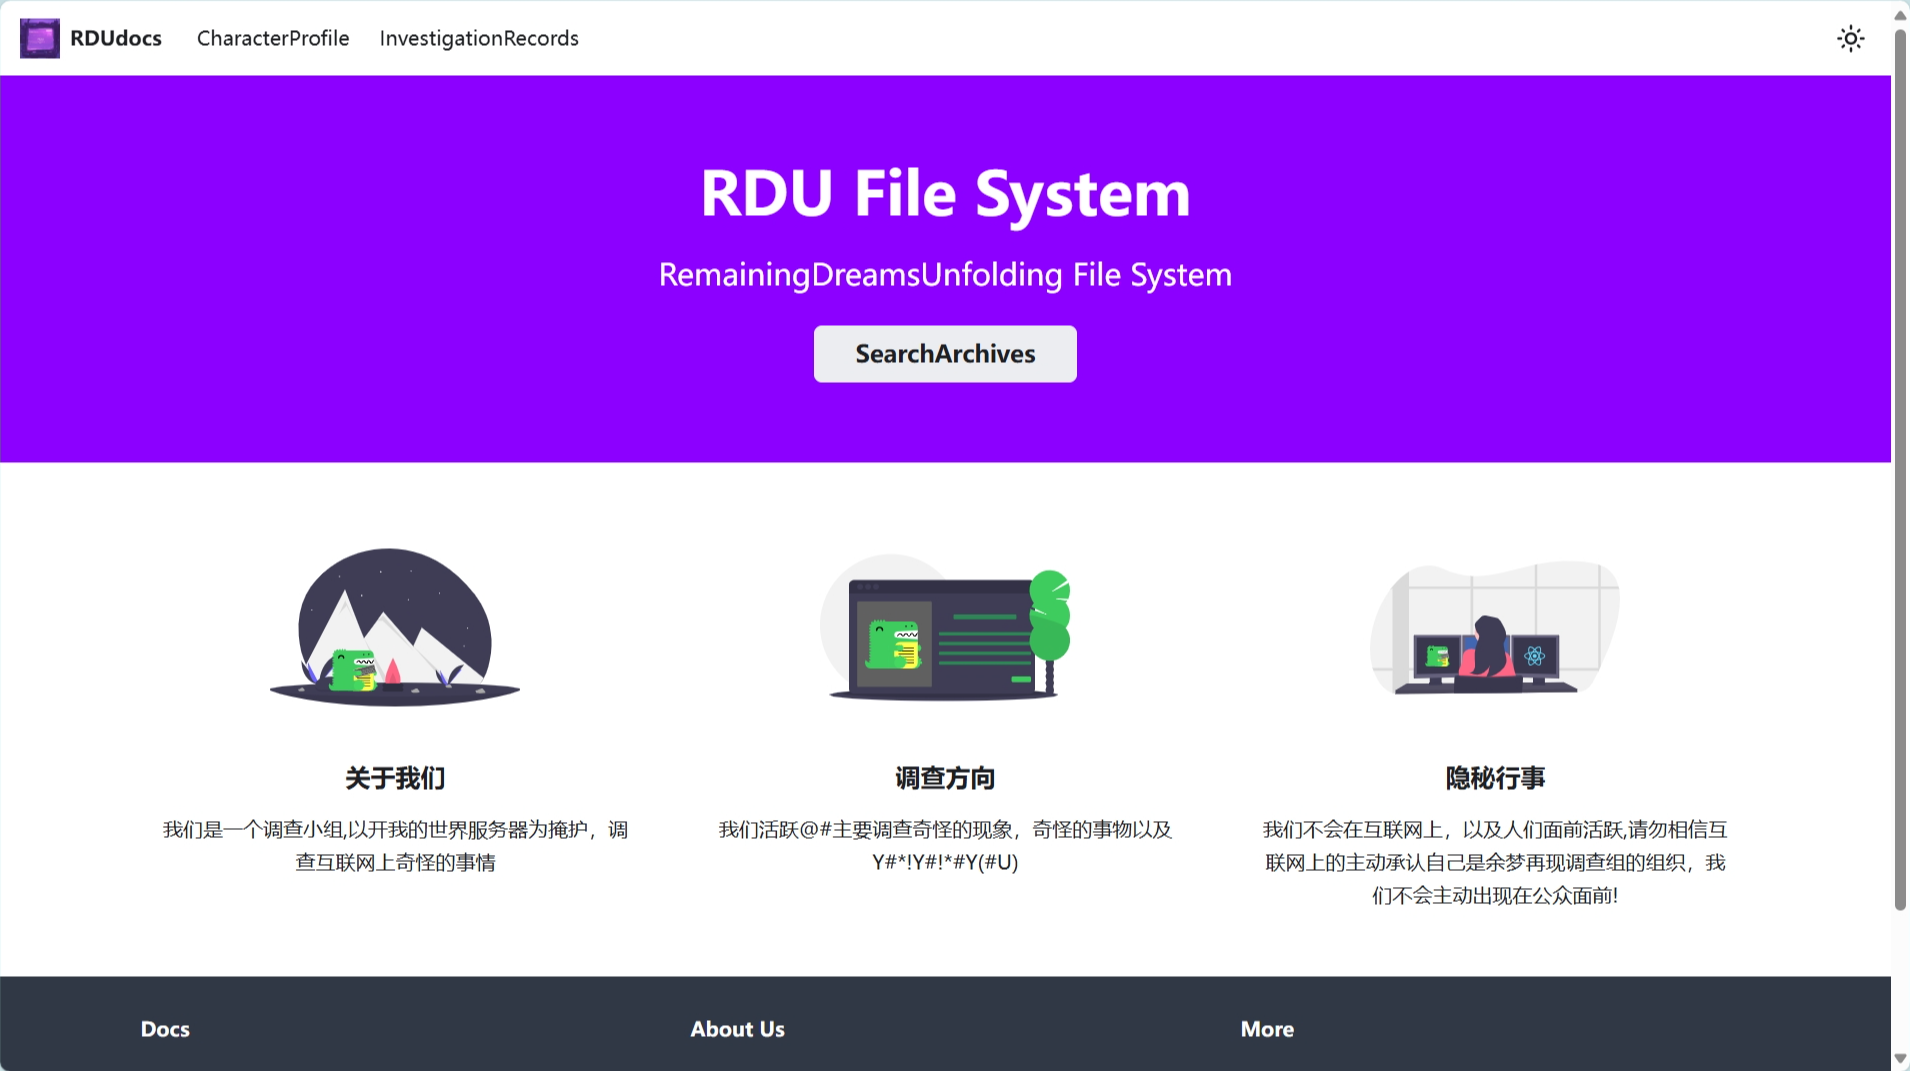 RDUdocs CharacterProfile InvestigationRecords
RDU File System
RemainingDreamsUnfolding File System
SearchArchives
关于我们
我们是一个调查小组,以开我的世界服务器为掩护，调
查互联网上奇怪的事情
调查方向
我们活跃@#主要调查奇怪的现象，奇怪的事物以及
Y#*!Y#!*#Y(#U)
隐秘行事
我们不会在互联网上，以及人们面前活跃,请勿相信互
联网上的主动承认自己是余梦再现调查组的组织，我
们不会主动出现在公众面前!
Docs
About Us
More